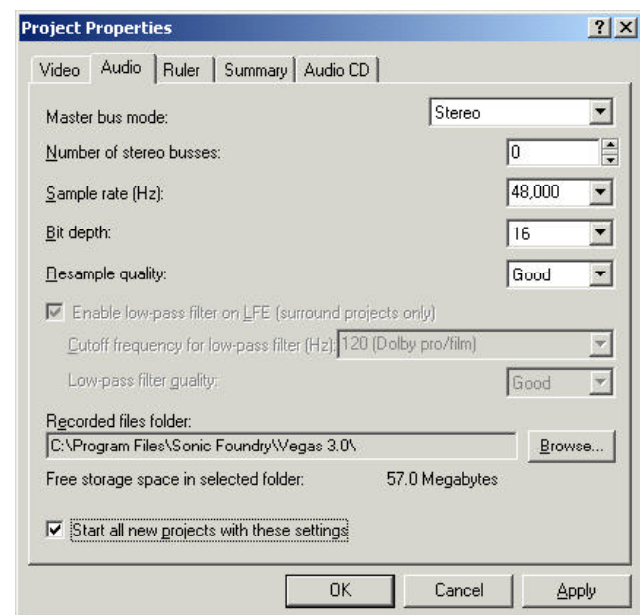 Project Properties
Video Audio Ruler Summary Audio CD
Master bus mode: Stereo
Number of stereo busses: 0
Sample rate (Hz): 48,000
Bit depth: 16
Resample quality: Good
Enable low-pass filter on LFE (surround projects only)
Cutoff frequency for low-pass filter (Hz): 120 (Dolby pro/film)
Low-pass filter quality: Good
Recorded files folder:
C:\Program Files\Sonic Foundry\Vegas 3.0\ Browse...
Free storage space in selected folder: 57.0 Megabytes
Start all new projects with these settings
OK Cancel Apply